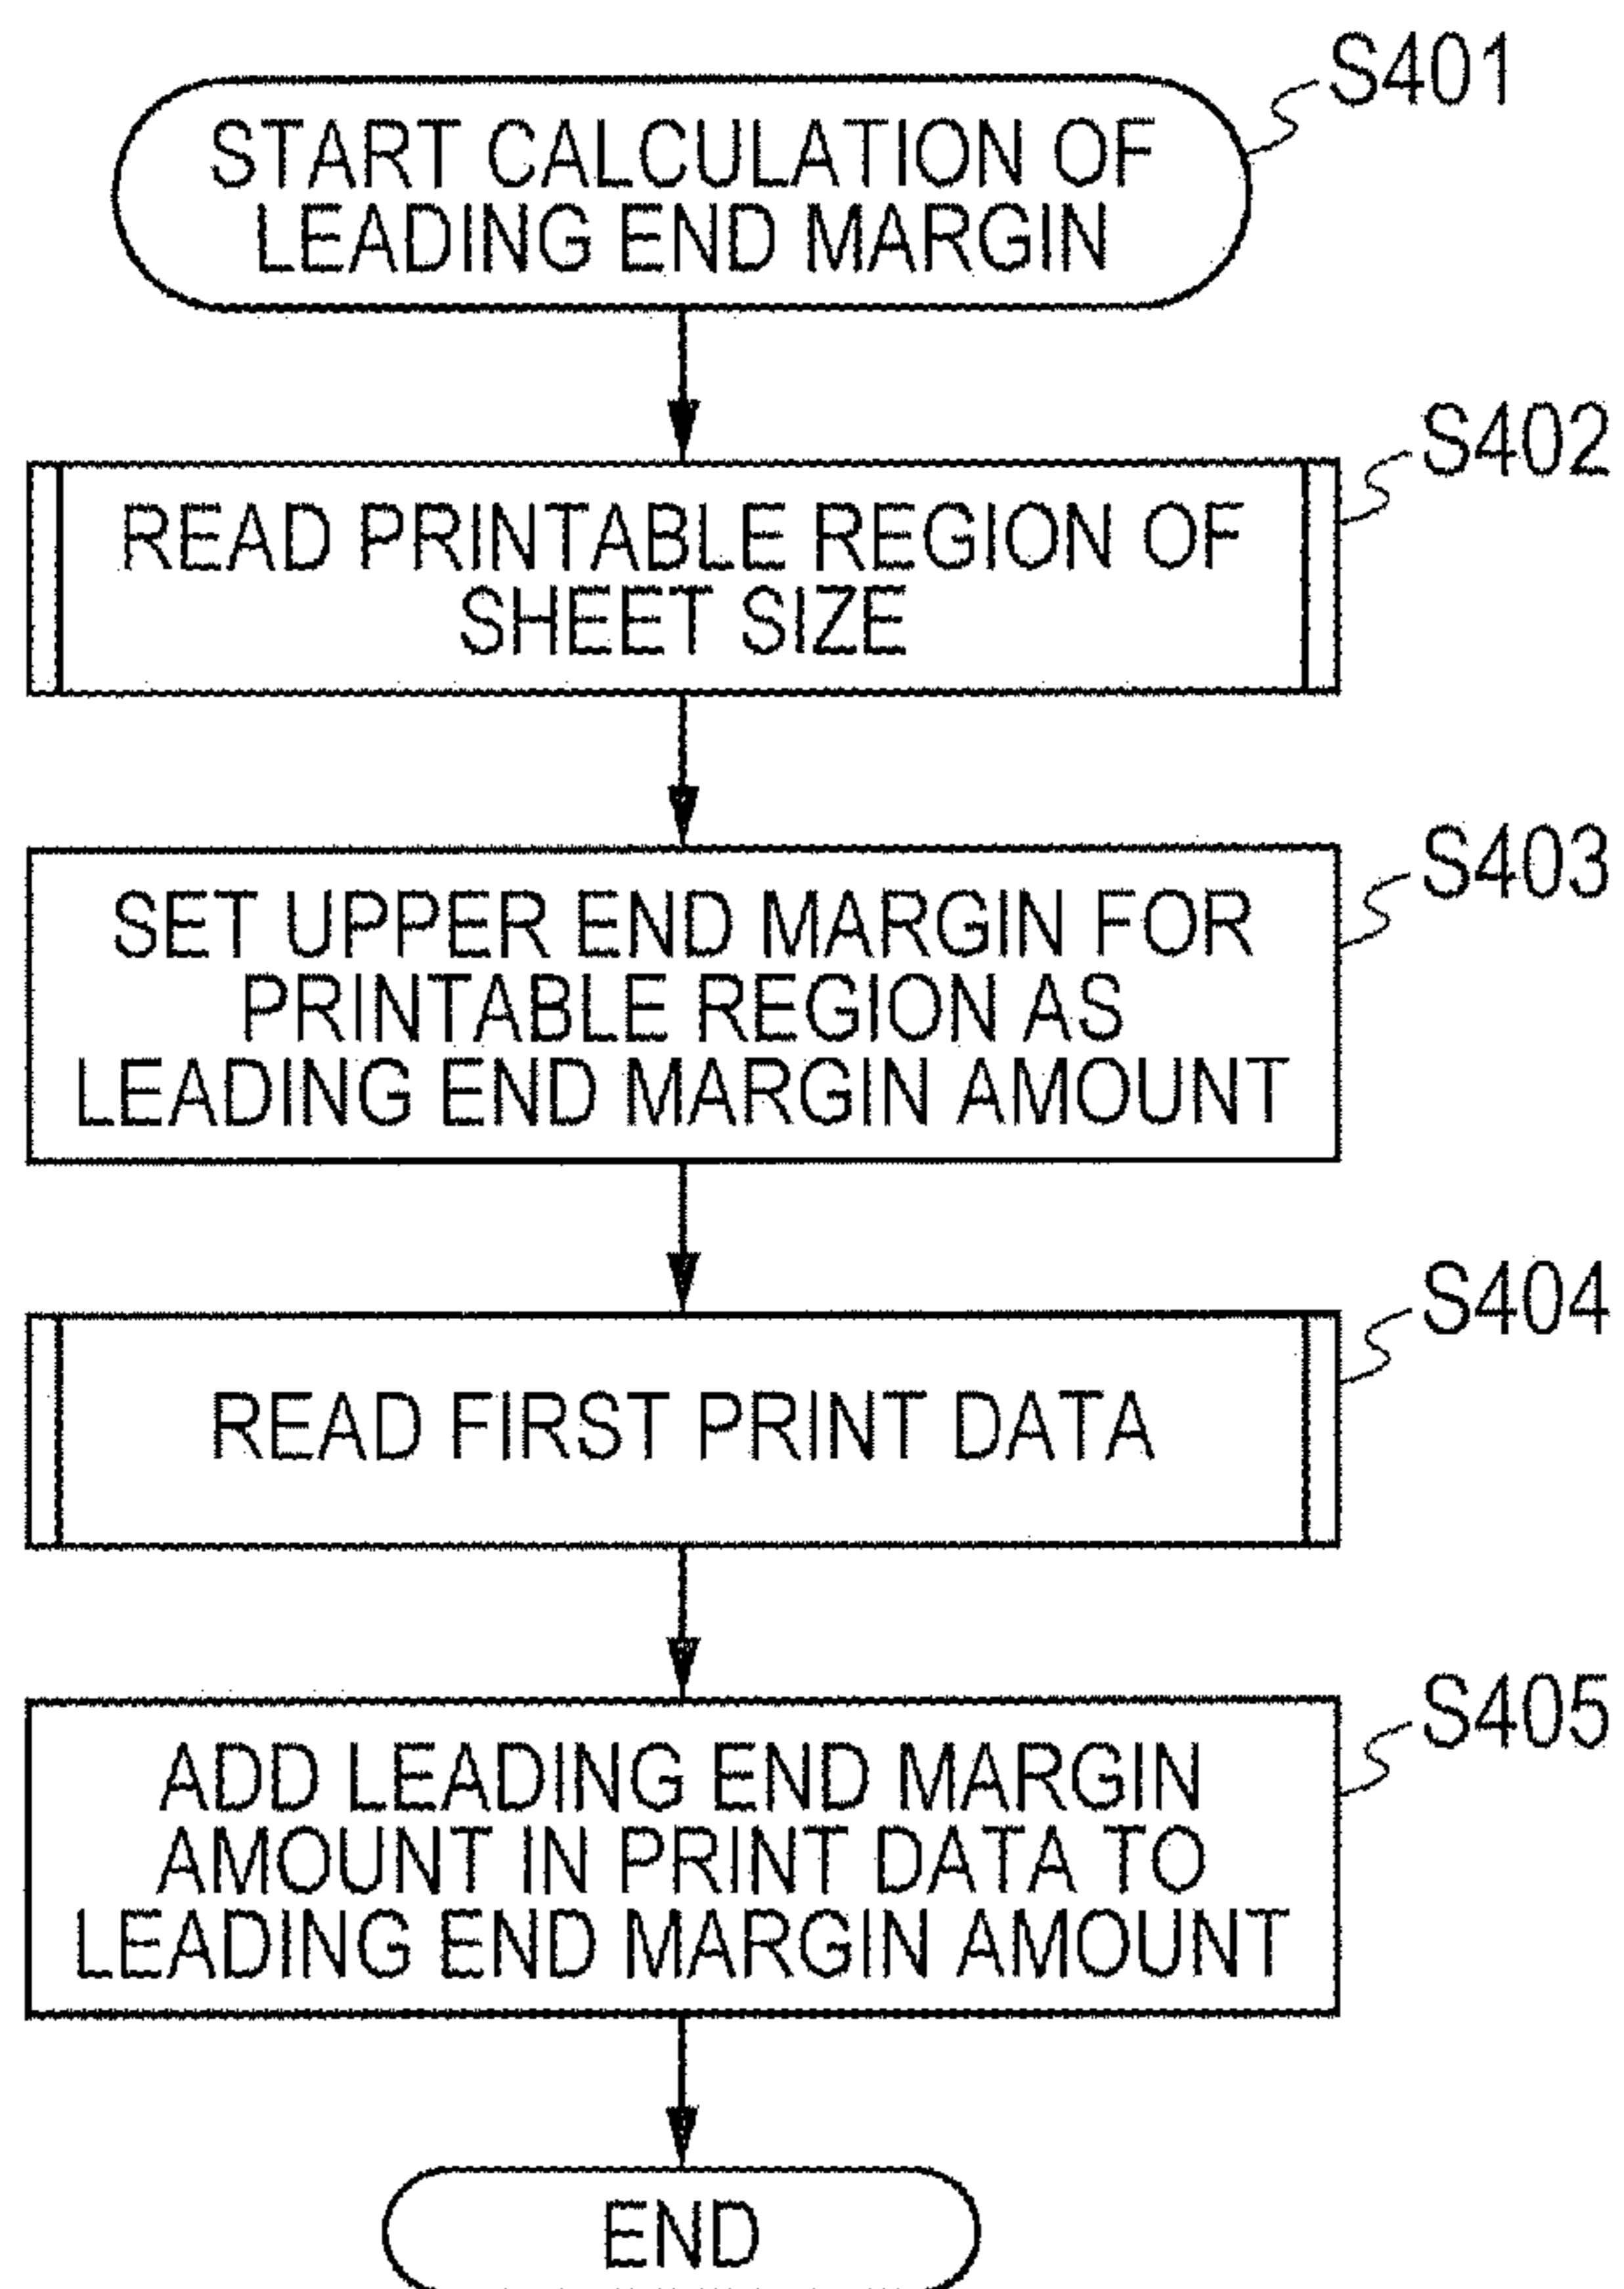 S401
START CALCULATION OF
LEADING END MARGIN
S402
READ PRINTABLE REGION OF
SHEET SIZE
S403
SET UPPER END MARGIN FOR
PRINTABLE REGION AS
LEADING END MARGIN AMOUNT
S404
READ FIRST PRINT DATA
S405
ADD LEADING END MARGIN
AMOUNT IN PRINT DATA TO
LEADING END MARGIN AMOUNT
END